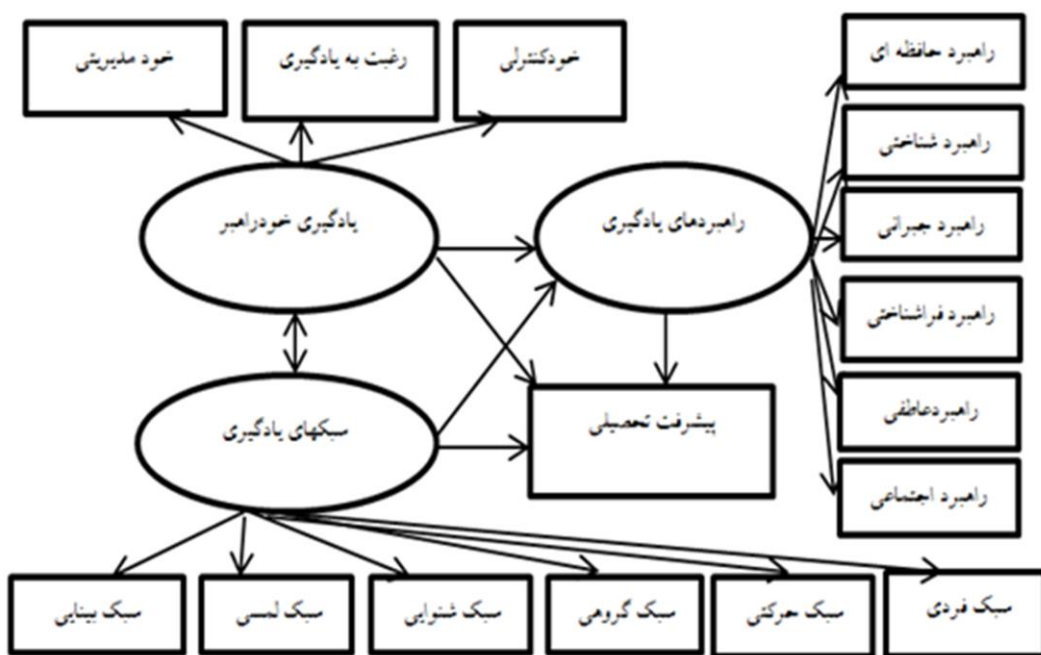 راهبرد حافظه ای
خودکنترلی
رغبت به یادگیری
خود مدیریتی
راهبرد شناختی
راهبرد جبرانی
راهبردهای یادگیری
یادگیری خودراهبر
راهبرد فراشناختی
راهبردعاطفی
پیشرفت تحصیلی
سبکهای یادگیری
راهبرد اجتماعی
سبک فردی
سبک حرکتی
سبک گروهی
سبک شنوایی
سبک لمسی
سبک بینایی